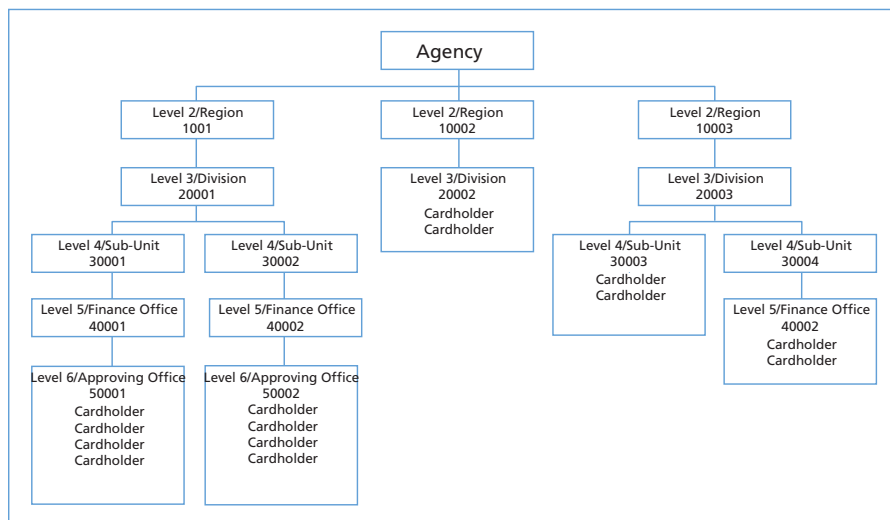 Agency
Level 2/Region
1001
Level 2/Region
10002
Level 2/Region
10003
Level 3/Division
20001
Level 3/Division
20002
Cardholder
Cardholder
Level 3/Division
20003
Level 4/Sub-Unit
30001
Level 4/Sub-Unit
30002
Level 4/Sub-Unit
30003
Cardholder
Cardholder
Level 4/Sub-Unit
30004
Level 5/Finance Office
40001
Level 5/Finance Office
40002
Level 5/Finance Office
40002
Cardholder
Cardholder
Level 6/Approving Office
50001
Cardholder
Cardholder
Cardholder
Cardholder
Level 6/Approving Office
50002
Cardholder
Cardholder
Cardholder
Cardholder